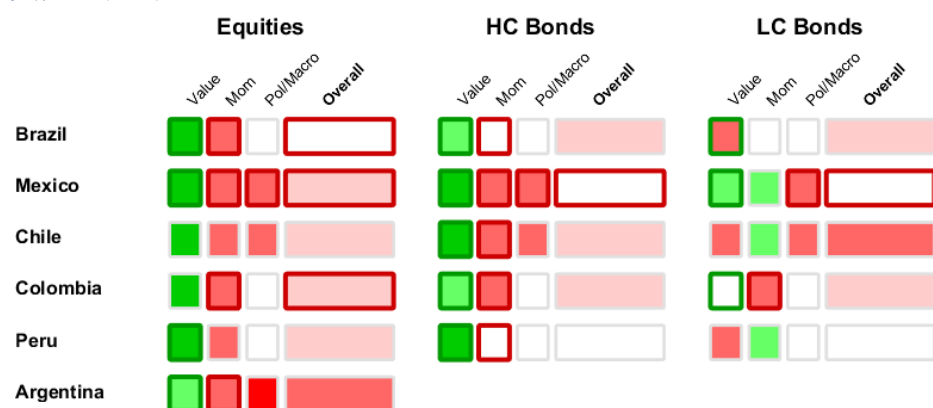 Equities HC Bonds LC Bonds
Value Mom Pol/Macro Overall Value Mom Pol/Macro Overall Value Mom Pol/Macro Overall
Brazil
Mexico
Chile
Colombia
Peru
Argentina